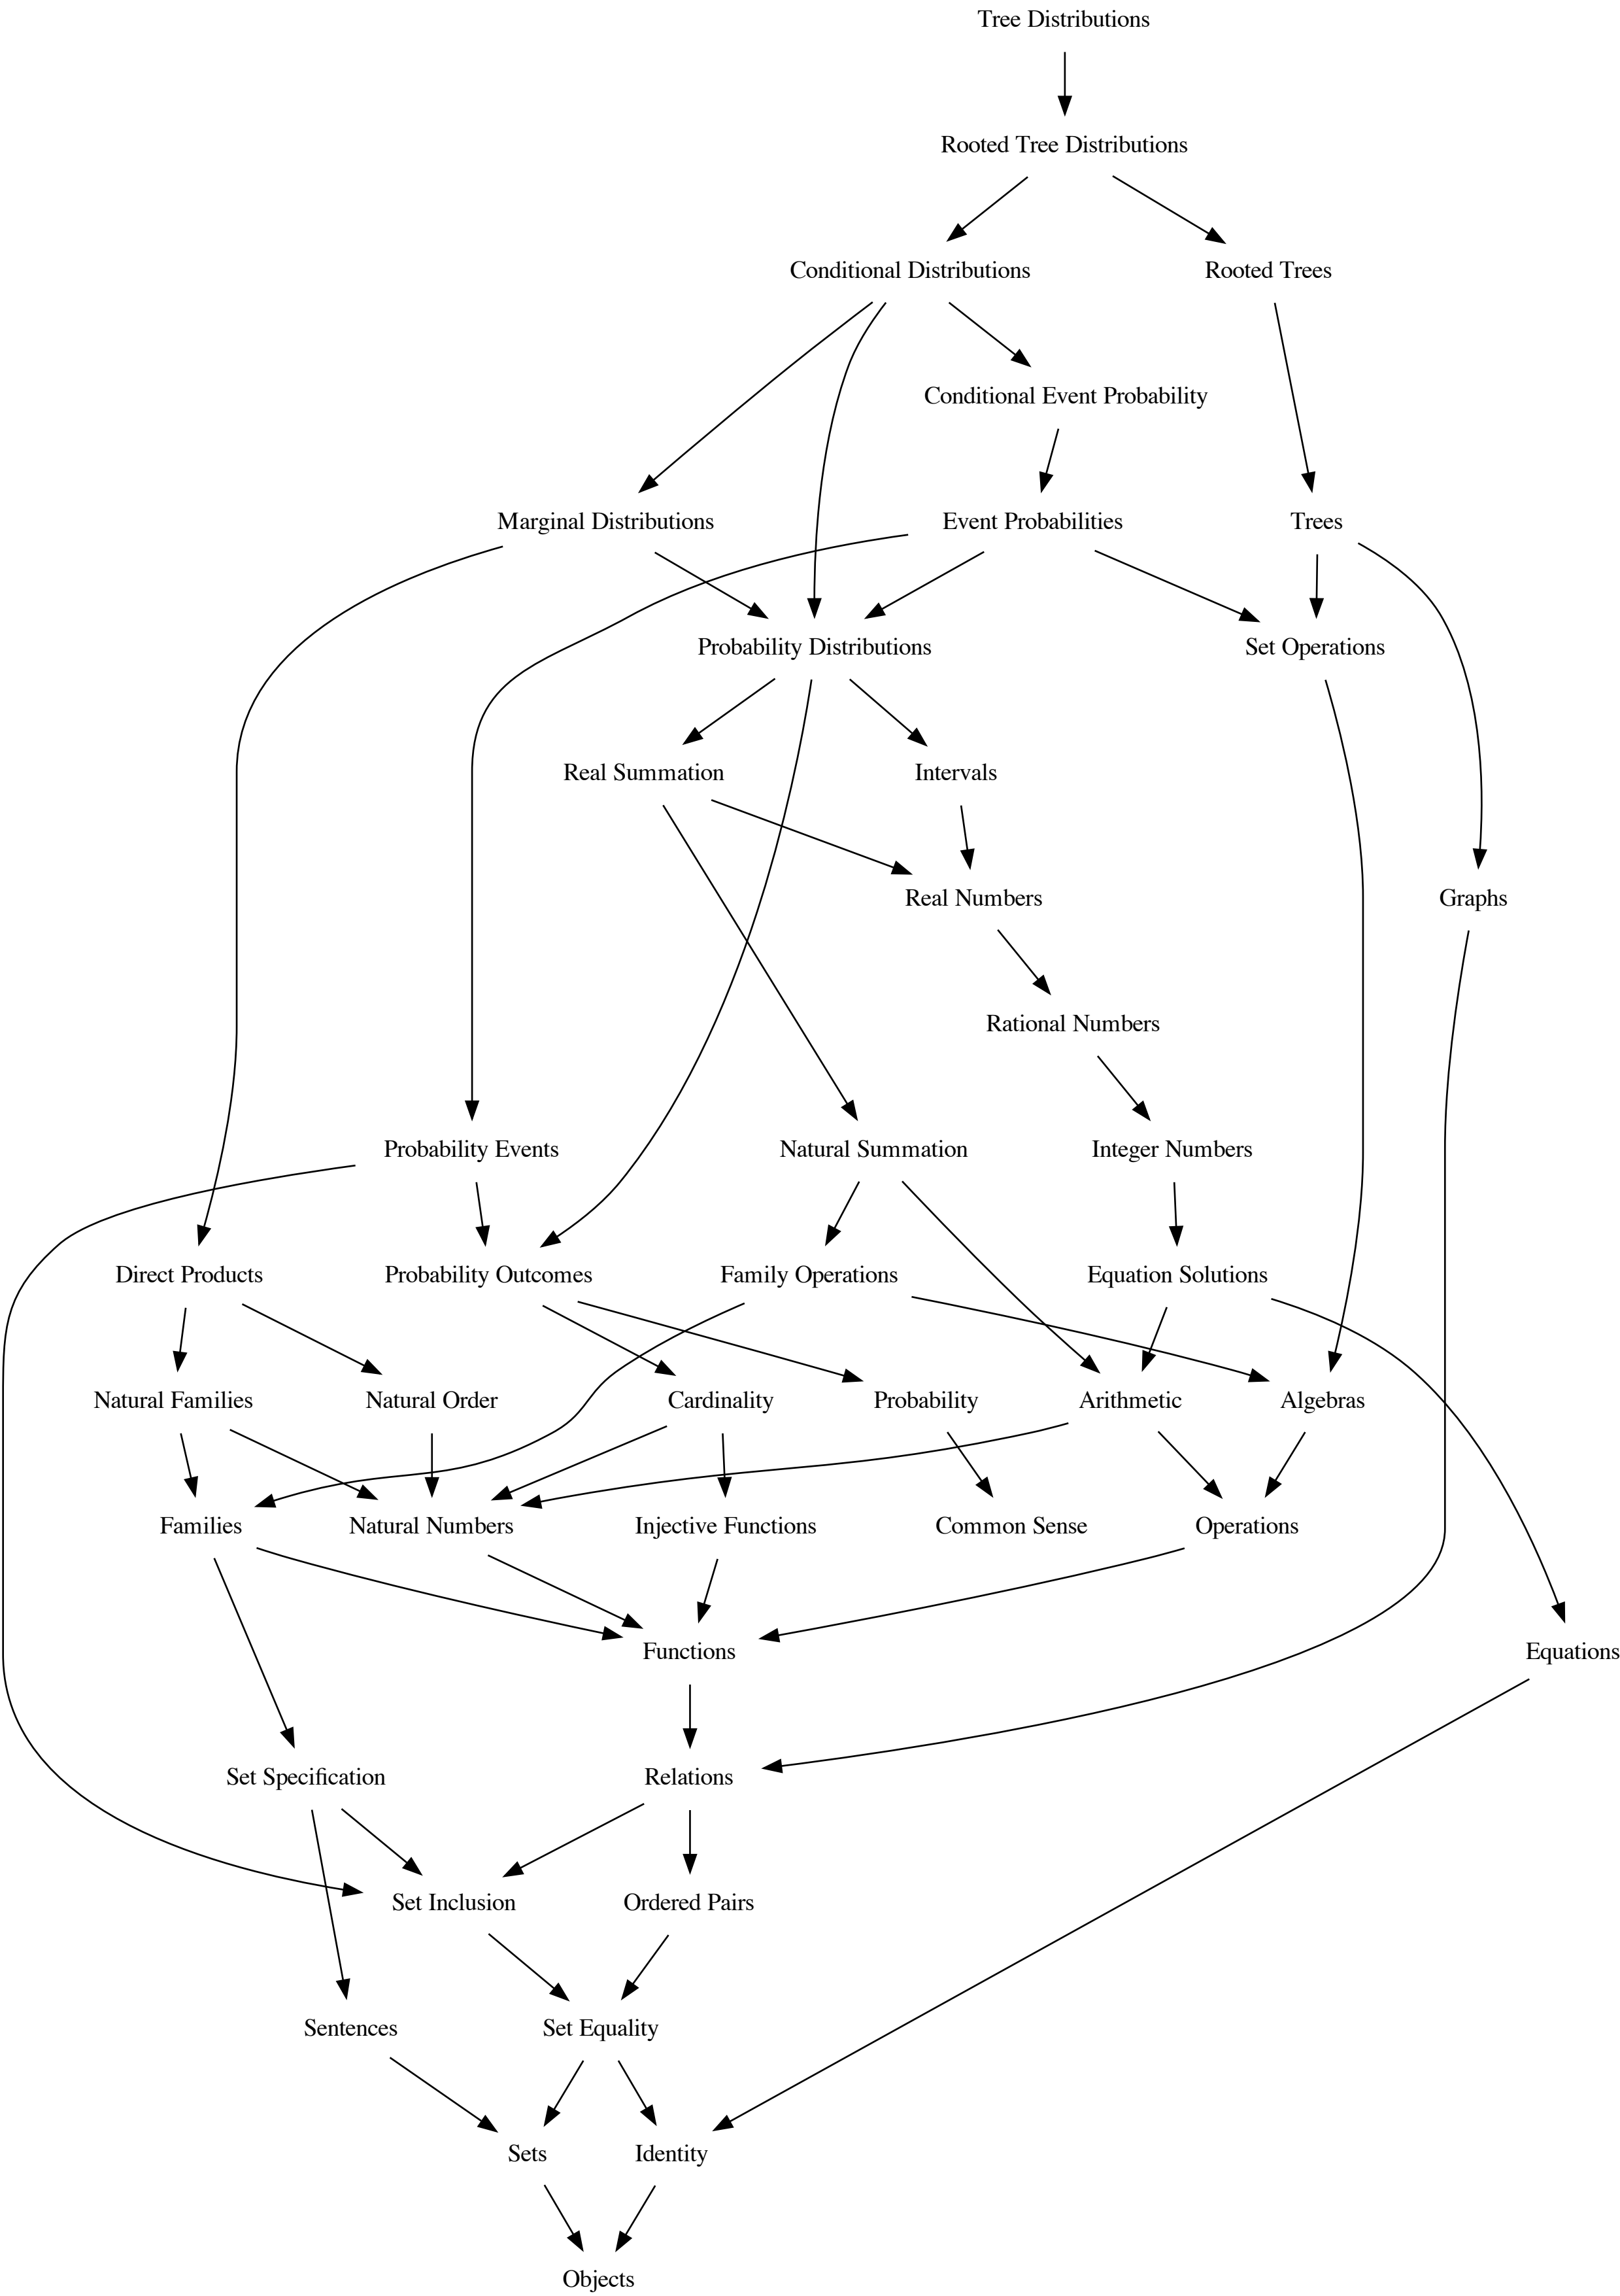 Tree Distributions
Rooted Tree Distributions
Conditional Distributions
Rooted Trees
Conditional Event Probability
Marginal Distributions
Event Probabilities
Trees
Probability Distributions
Set Operations
Real Summation
Intervals
Real Numbers
Graphs
Rational Numbers
Probability Events
Natural Summation
Integer Numbers
Direct Products
Probability Outcomes
Family Operations
Equation Solutions
Natural Families
Natural Order
Cardinality
Probability
Arithmetic
Algebras
Families
Natural Numbers
Injective Functions
Common Sense
Operations
Functions
Equations
Set Specification
Relations
Set Inclusion
Ordered Pairs
Sentences
Set Equality
Sets
Identity
Objects